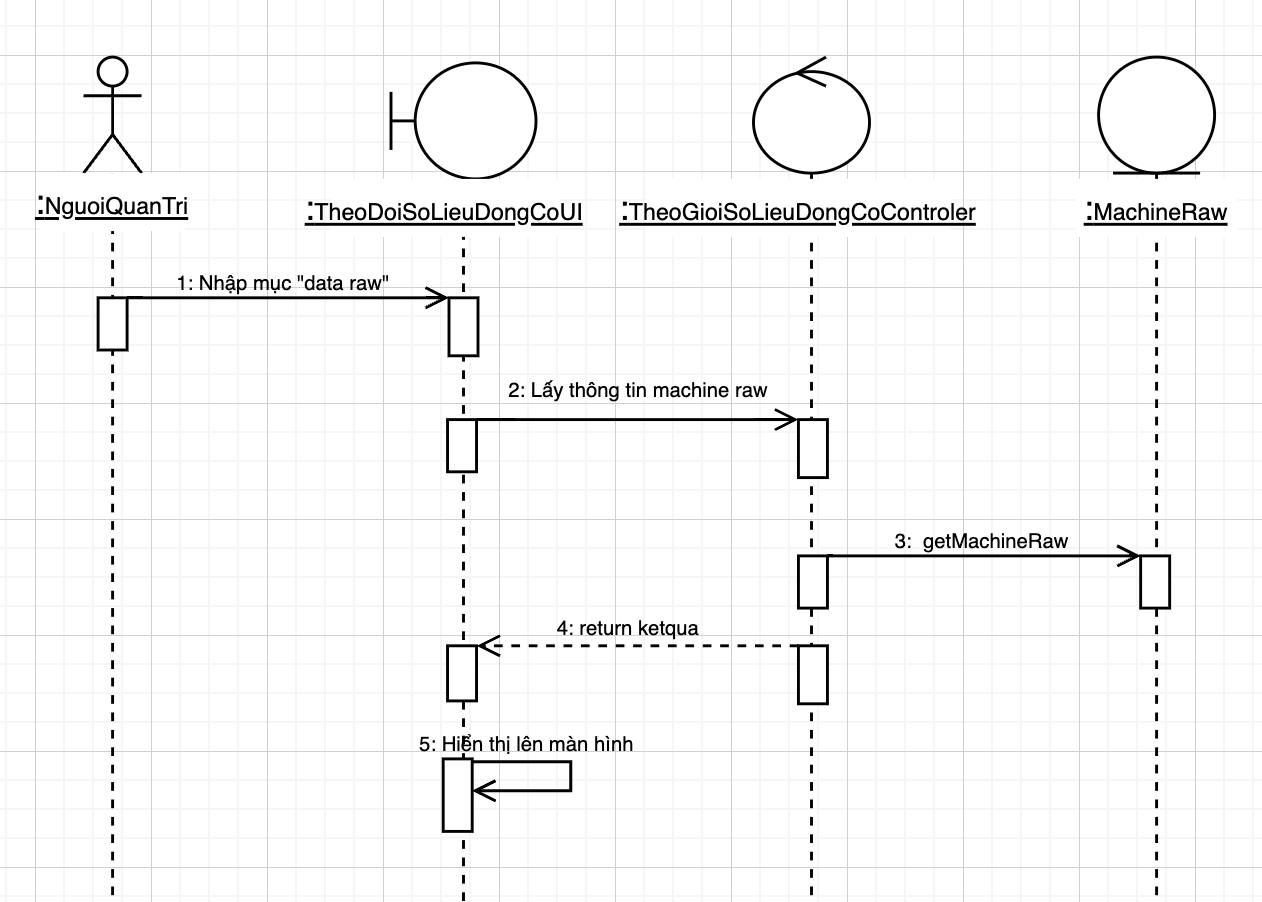 :NguoiQuanTri
:TheoDoiSoLieuDongCoUI
:TheoGioiSoLieuDongCoControler
:MachineRaw
1: Nhập mục "data raw"
2: Lấy thông tin machine raw
3: getMachineRaw
4: return ketqua
5: Hiển thị lên màn hình